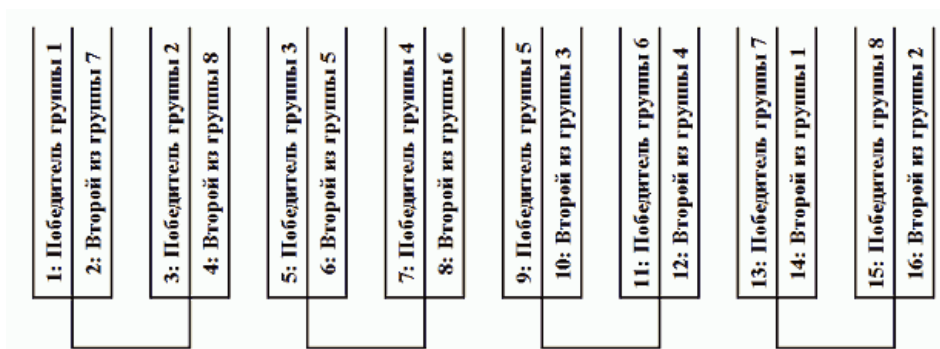 1: Победитель группы 1
2: Второй из группы 7
3: Победитель группы 2
4: Второй из группы 8
5: Победитель группы 3
6: Второй из группы 5
7: Победитель группы 4
8: Второй из группы 6
9: Победитель группы 5
10: Второй из группы 3
11: Победитель группы 6
12: Второй из группы 4
13: Победитель группы 7
14: Второй из группы 1
15: Победитель группы 8
16: Второй из группы 2